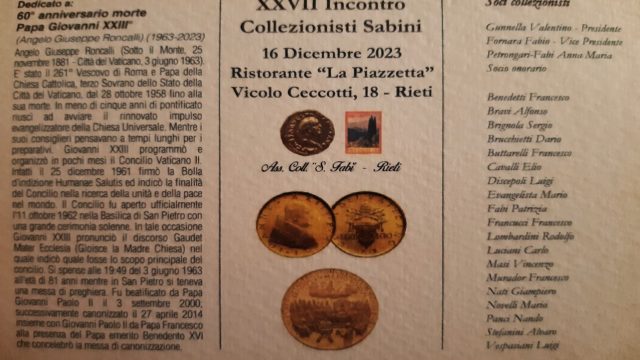 Dedicato a:
60° anniversario morte
Papa Giovanni XXIII°
(Angelo Giuseppe Roncalli) (1963-2023)
Angelo Giuseppe Roncalli (Sotto il Monte, 25
novembre 1881 - Città del Vaticano, 3 giugno 1963).
E' stato il 261° Vescovo di Roma e Papa della
Chiesa Cattolica, terzo Sovrano dello Stato della
Città del Vaticano, dal 28 ottobre 1958 fino alla
sua morte. In meno di cinque anni di pontificato
riuscì ad avviare il rinnovato impulso
evangelizzatore della Chiesa Universale. Mentre i
suoi consiglieri pensavano a tempi lunghi per i
preparativi. Giovanni XXIII programmò e
organizzò in pochi mesi il Concilio Vaticano II.
Infatti il 25 dicembre 1961 firmò la Bolla
d'indizione Humanae Salutis ed indicò la finalità
del Concilio nella ricerca della unità e della pace
nel mondo. Il Concilio fu aperto ufficialmente
l'11 ottobre 1962 nella Basilica di San Pietro con
una grande cerimonia solenne. In tale occasione
Giovanni XXIII pronunciò il discorso Gaudet
Mater Ecclesia (Gioisce la Madre Chiesa) nel
quale indicò quale fosse lo scopo principale del
concilio. Si spense alle 19:49 del 3 giugno 1963
all'età di 81 anni mentre in San Pietro si teneva
una messa di preghiera. Fu beatificato da Papa
Giovanni Paolo II il 3 settembre 2000,
successivamente canonizzato il 27 aprile 2014
insieme con Giovanni Paolo II da Papa Francesco
alla presenza del Papa emerito Benedetto XVI
che concelebrò la messa di canonizzazione.
XXVII Incontro
Collezionisti Sabini
16 Dicembre 2023
Ristorante "La Piazzetta"
Vicolo Ceccotti, 18 - Rieti
Ass. Coll. "S. Fabi" - Rieti
Soci collezionisti
Gunnella Valentino - Presidente
Fornara Fabio - Vice Presidente
Petrongari-Fabi Anna Maria
Socio onorario
Benedetti Francesco
Bravi Alfonso
Brignola Sergio
Brucchietti Dario
Buttarelli Francesco
Cavalli Elio
Discepoli Luigi
Evangelista Mario
Fabi Patrizia
Francucci Francesco
Lombardini Rodolfo
Luciani Carlo
Masi Vincenzo
Murador Francesco
Nati Giampiero
Novelli Mario
Panci Nando
Stefanini Alvaro
Vespasiani Luigi